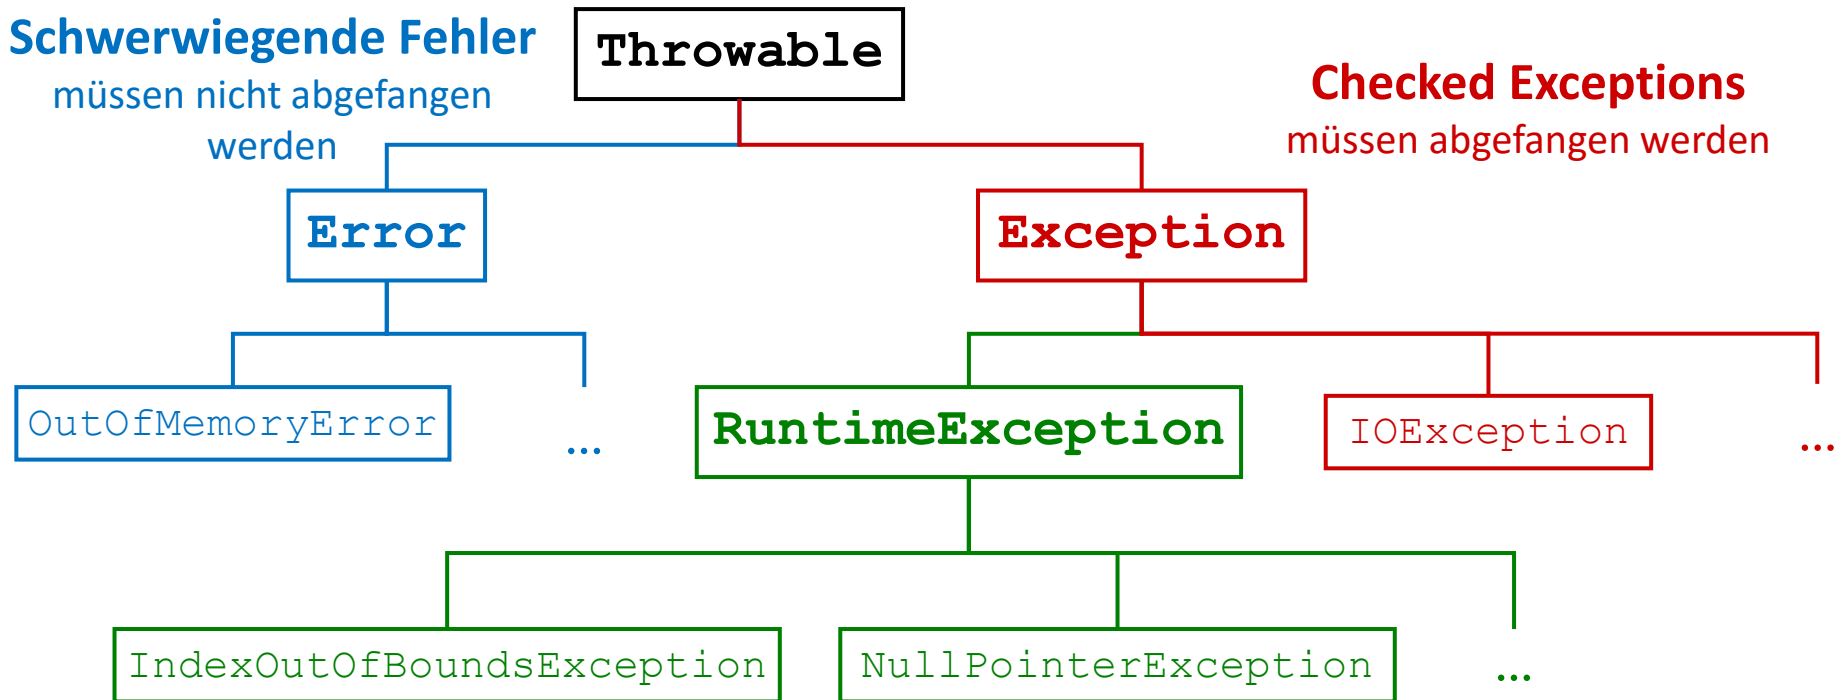 Schwerwiegende Fehler
müssen nicht abgefangen
werden
Throwable
Checked Exceptions
müssen abgefangen werden
Error
Exception
OutOfMemoryError
...
RuntimeException
IOException
...
IndexOutOfBoundsException
NullPointerException
...